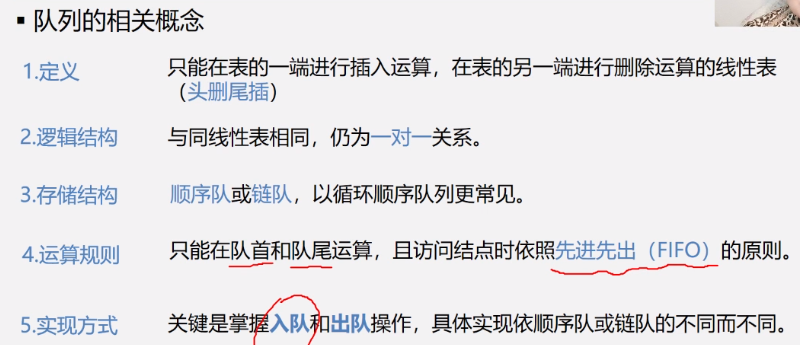 ▪ 队列的相关概念
1.定义 只能在表的一端进行插入运算，在表的另一端进行删除运算的线性表
（头删尾插）
2.逻辑结构 与同线性表相同，仍为一对一关系。
3.存储结构 顺序队或链队，以循环顺序队列更常见。
4.运算规则 只能在队首和队尾运算，且访问结点时依照先进先出（FIFO）的原则。
5.实现方式 关键是掌握入队和出队操作，具体实现依顺序队或链队的不同而不同。